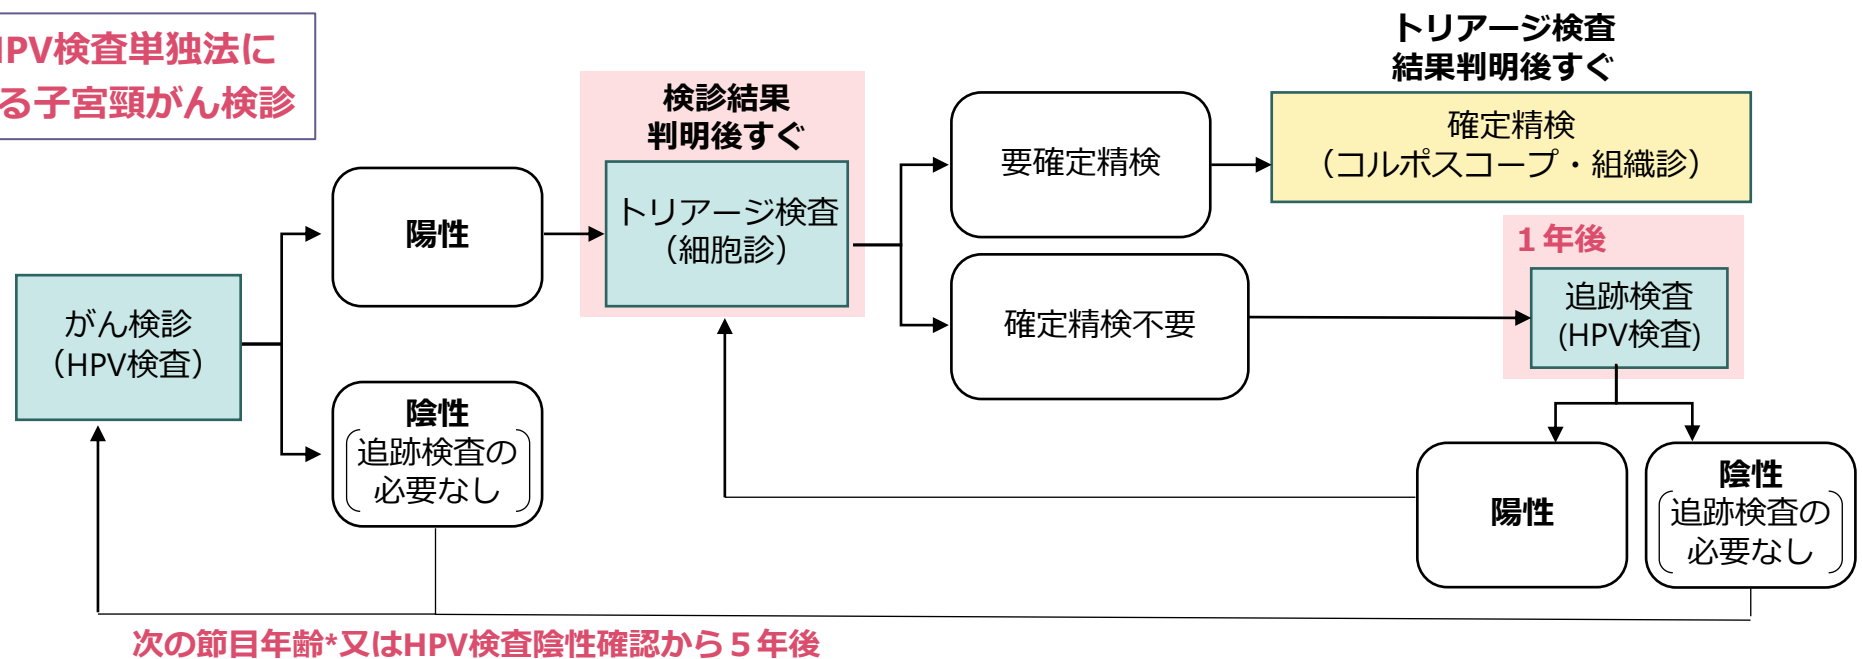 HPV検査単独法に
る子宮頸がん検診
がん検診
（HPV検査）
陽性
陰性
追跡検査の
必要なし
検診結果
判明後すぐ
トリアージ検査
（細胞診）
要確定精検
確定精検不要
トリアージ検査
結果判明後すぐ
確定精検
（コルポスコープ・組織診）
１年後
追跡検査
(HPV検査)
陽性
陰性
追跡検査の
必要なし
次の節目年齢*又はHPV検査陰性確認から５年後